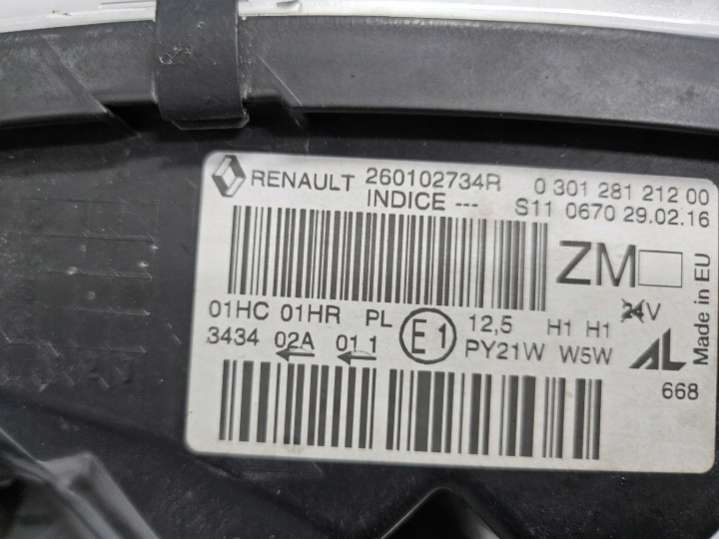 RENAULT 260102734R 0 301 281 212 00
INDICE --- S11 0670 29.02.16
ZM
01HC 01HR PL E1 12,5 H1 H1 24V
3434 02A 01 1 PY21W W5W AL
668
Made in EU